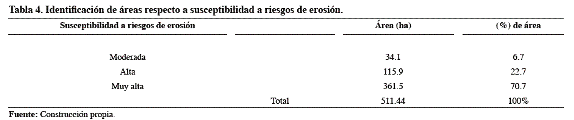 Tabla 4. Identificación de áreas respecto a susceptibilidad a riesgos de erosión.
Susceptibilidad a riesgos de erosión Área (ha) (%) de área
Moderada 34.1 6.7
Alta 115.9 22.7
Muy alta 361.5 70.7
Total 511.44 100%
Fuente: Construcción propia.